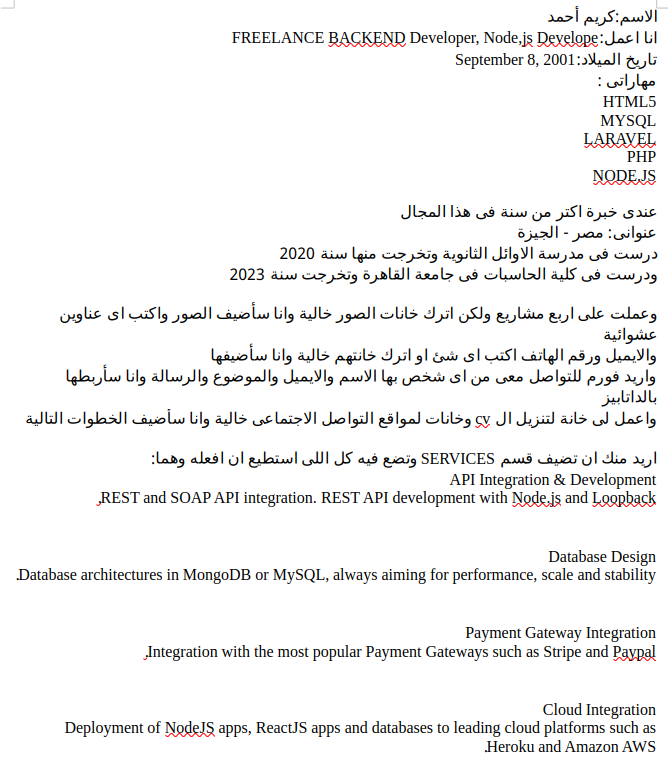 الاسم:كريم أحمد
انا اعمل:FREELANCE BACKEND Developer, Node,js Develope
تاريخ الميلاد:September 8, 2001
مهاراتى :
HTML5
MYSQL
LARAVEL
PHP
NODE.JS
عندى خبرة اكتر من سنة فى هذا المجال
عنوانى: مصر - الجيزة
درست فى مدرسة الاوائل الثانوية وتخرجت منها سنة 2020
ودرست فى كلية الحاسبات فى جامعة القاهرة وتخرجت سنة 2023
وعملت على اربع مشاريع ولكن اترك خانات الصور خالية وانا سأضيف الصور واكتب اى عناوين
عشوائية
والايميل ورقم الهاتف اكتب اى شئ او اترك خانتهم خالية وانا سأضيفها
واريد فورم للتواصل معى من اى شخص بها الاسم والايميل والموضوع والرسالة وانا سأربطها
بالداتابيز
واعمل لى خانة لتنزيل ال cv وخانات لمواقع التواصل الاجتماعى خالية وانا سأضيف الخطوات التالية
اريد منك ان تضيف قسم SERVICES وتضع فيه كل اللى استطيع ان افعله وهما:
API Integration & Development
REST and SOAP API integration. REST API development with Node.js and Loopback.
Database Design
Database architectures in MongoDB or MySQL, always aiming for performance, scale and stability.
Payment Gateway Integration
Integration with the most popular Payment Gateways such as Stripe and Paypal.
Cloud Integration
Deployment of NodeJS apps, ReactJS apps and databases to leading cloud platforms such as
Heroku and Amazon AWS.